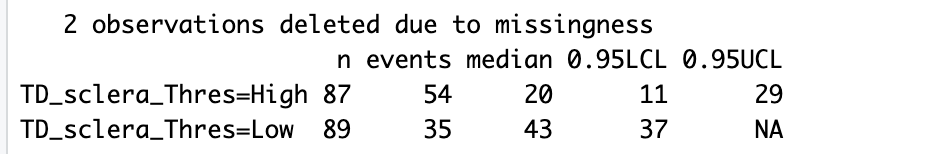 2 observations deleted due to missingness
n events median 0.95LCL 0.95UCL
TD_sclera_Thres=High 87 54 20 11 29
TD_sclera_Thres=Low 89 35 43 37 NA